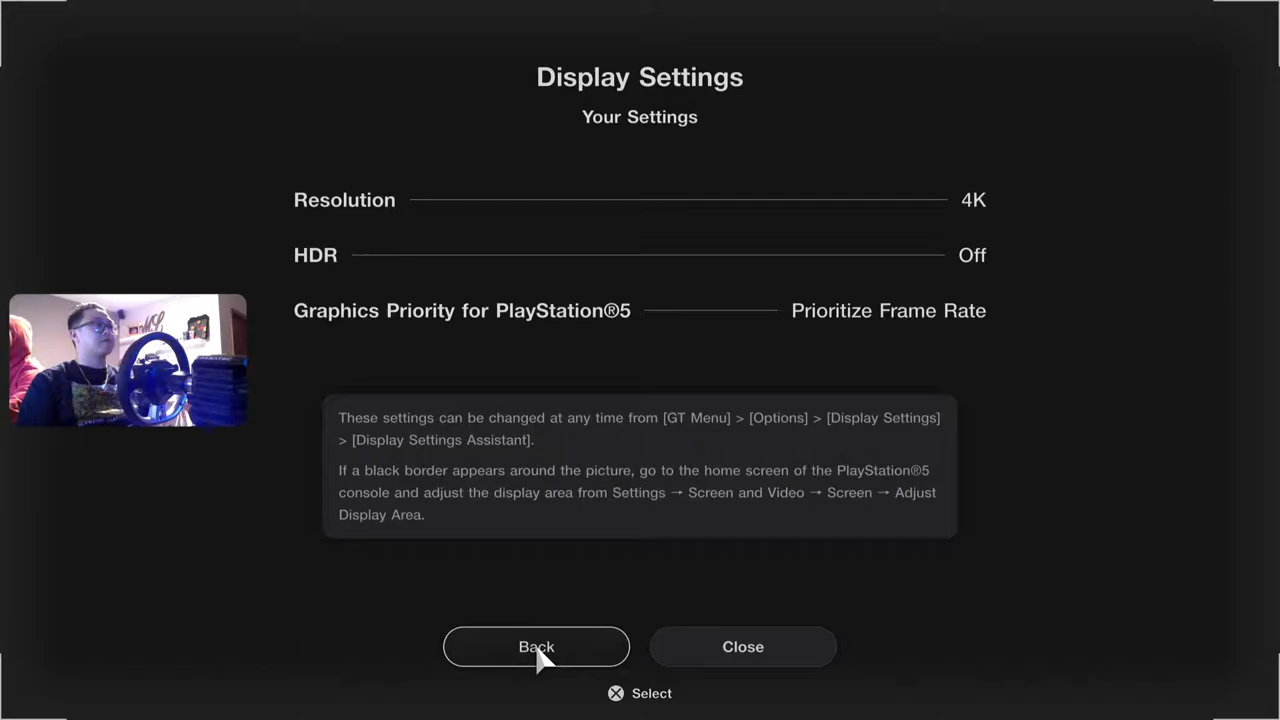 Display Settings
Your Settings
Resolution 4K
HDR Off
Graphics Priority for PlayStation®5 Prioritize Frame Rate
These settings can be changed at any time from [GT Menu] > [Options] > [Display Settings]
> [Display Settings Assistant].
If a black border appears around the picture, go to the home screen of the PlayStation®5
console and adjust the display area from Settings → Screen and Video → Screen → Adjust
Display Area.
Back Close
Select